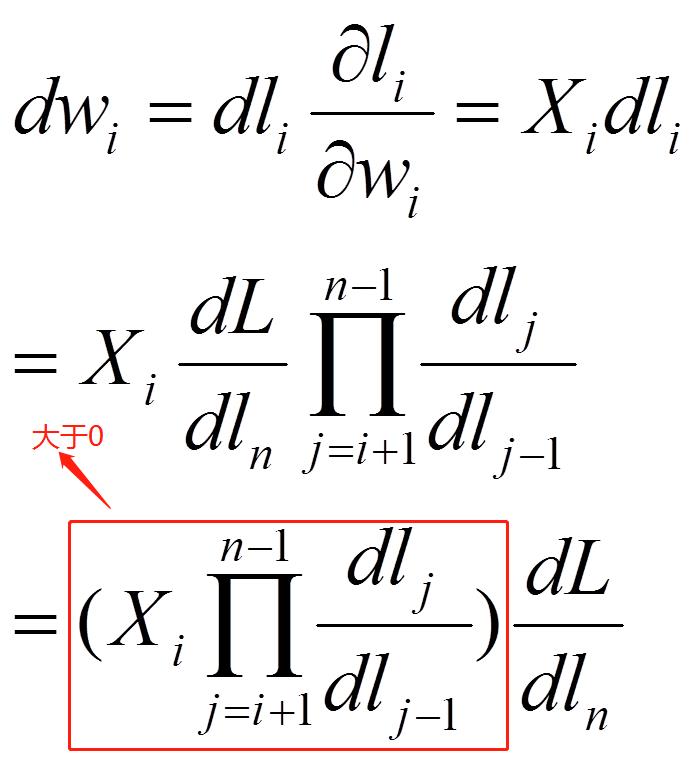 dw_i = dl_i ∂l_i/∂w_i = X_i dl_i
= X_i dL/dl_n ∏_{j=i+1}^{n−1} dl_j/dl_{j−1}
大于0
= (X_i ∏_{j=i+1}^{n−1} dl_j/dl_{j−1}) dL/dl_n